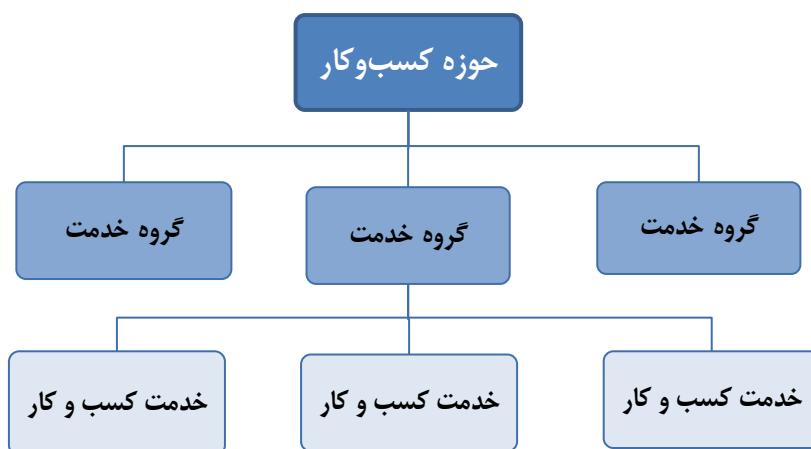 حوزه کسب‌وکار
گروه خدمت
گروه خدمت
گروه خدمت
خدمت کسب و کار
خدمت کسب و کار
خدمت کسب و کار